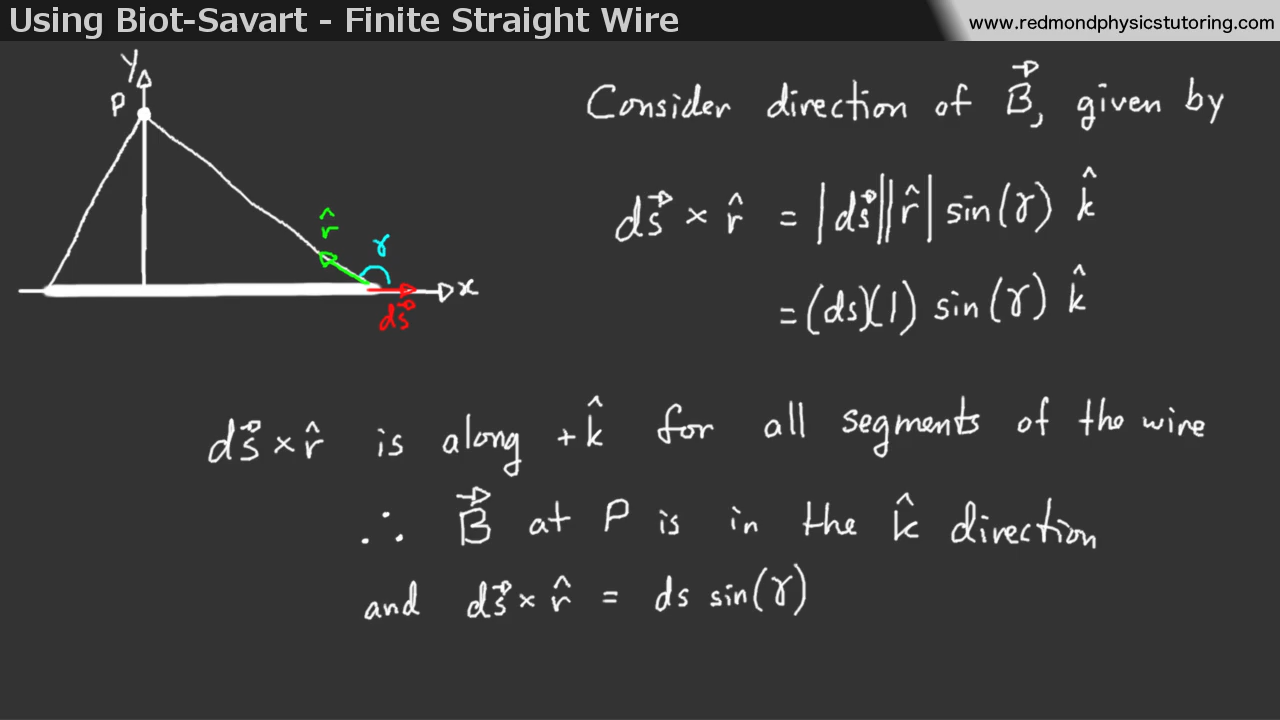 Using Biot-Savart - Finite Straight Wire
www.redmondphysicstutoring.com
y
P
r̂
γ
x
ds⃗
Consider direction of B⃗, given by
ds⃗ × r̂ = |ds⃗||r̂| sin(γ) k̂
= (ds)(1) sin(γ) k̂
ds⃗ × r̂ is along +k̂ for all segments of the wire
∴ B⃗ at P is in the k̂ direction
and ds⃗ × r̂ = ds sin(γ)